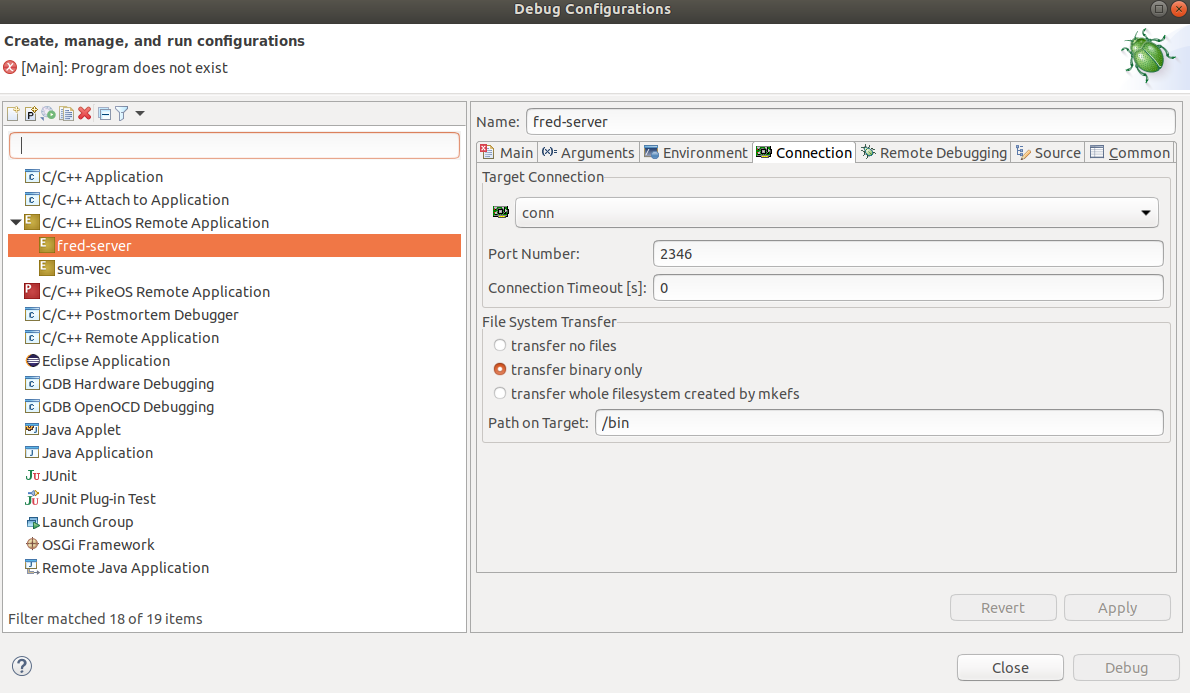 Debug Configurations
Create, manage, and run configurations
[Main]: Program does not exist
Name: fred-server
Main (x)= Arguments Environment Connection Remote Debugging Source Common
C/C++ Application
C/C++ Attach to Application
C/C++ ELinOS Remote Application
fred-server
sum-vec
C/C++ PikeOS Remote Application
C/C++ Postmortem Debugger
C/C++ Remote Application
Eclipse Application
GDB Hardware Debugging
GDB OpenOCD Debugging
Java Applet
Java Application
JUnit
JUnit Plug-in Test
Launch Group
OSGi Framework
Remote Java Application
Filter matched 18 of 19 items
Target Connection
conn
Port Number: 2346
Connection Timeout [s]: 0
File System Transfer
transfer no files
transfer binary only
transfer whole filesystem created by mkefs
Path on Target: /bin
Revert Apply
? Close Debug